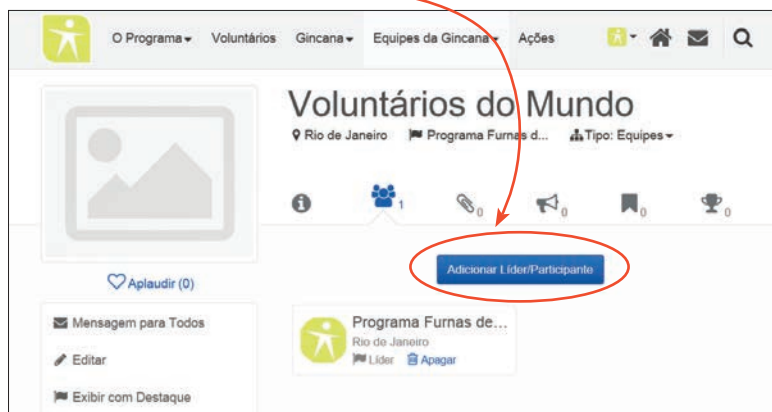 O Programa Voluntários Gincana Equipes da Gincana Ações
Voluntários do Mundo
Rio de Janeiro Programa Furnas d... Tipo: Equipes
1 0 0 0 0
Adicionar Líder/Participante
Aplaudir (0)
Mensagem para Todos
Editar
Exibir com Destaque
Programa Furnas de...
Rio de Janeiro
Líder Apagar